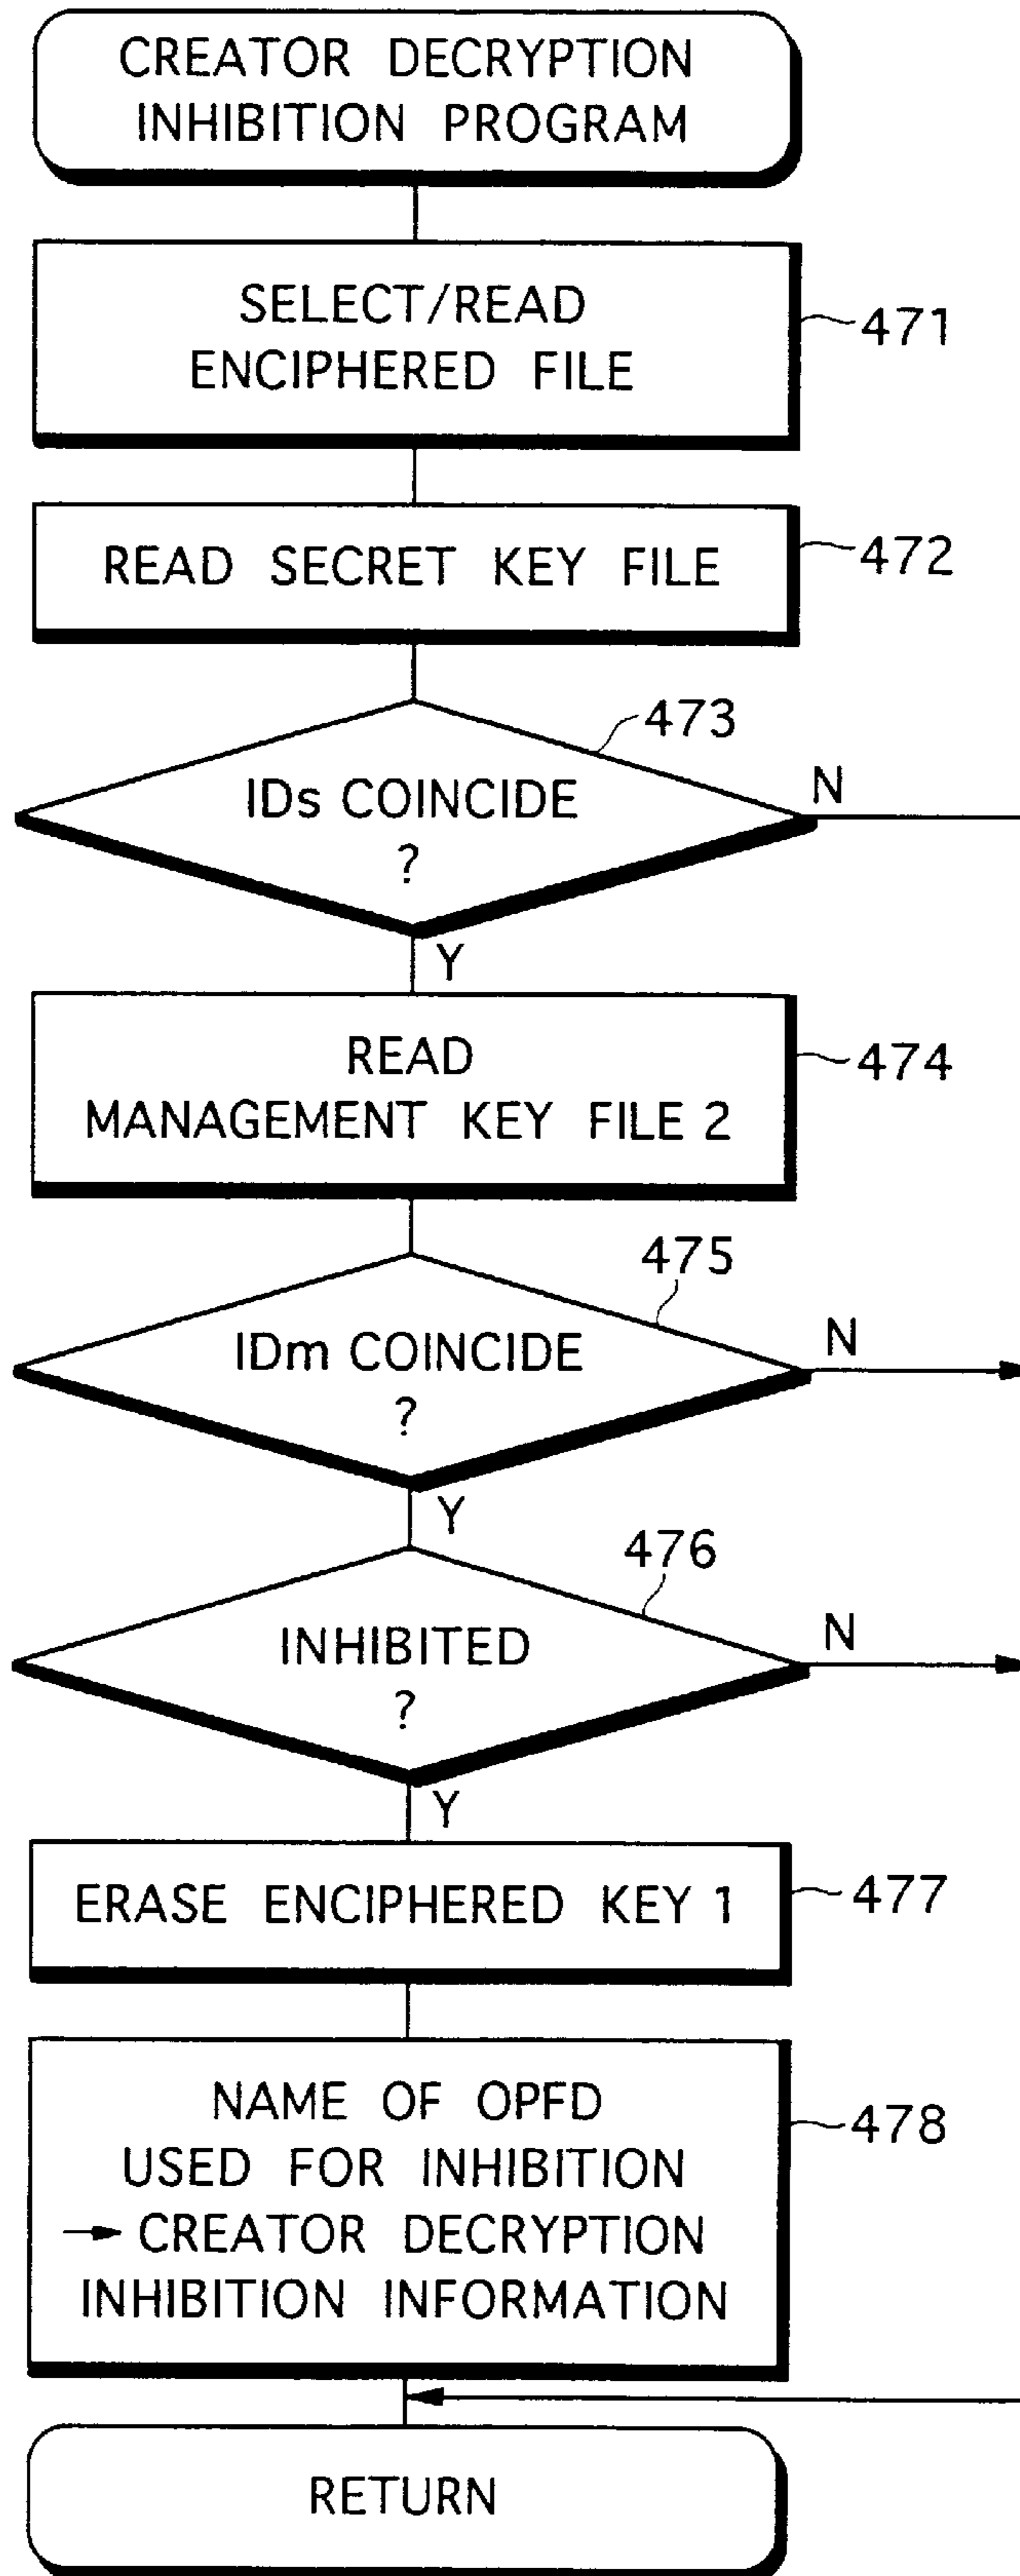 CREATOR DECRYPTION
INHIBITION PROGRAM
SELECT/READ
ENCIPHERED FILE
471
READ SECRET KEY FILE
472
473
IDs COINCIDE
?
N
Y
READ
MANAGEMENT KEY FILE 2
474
475
IDm COINCIDE
?
N
Y
476
INHIBITED
?
N
Y
ERASE ENCIPHERED KEY 1
477
NAME OF OPFD
USED FOR INHIBITION
→ CREATOR DECRYPTION
INHIBITION INFORMATION
478
RETURN